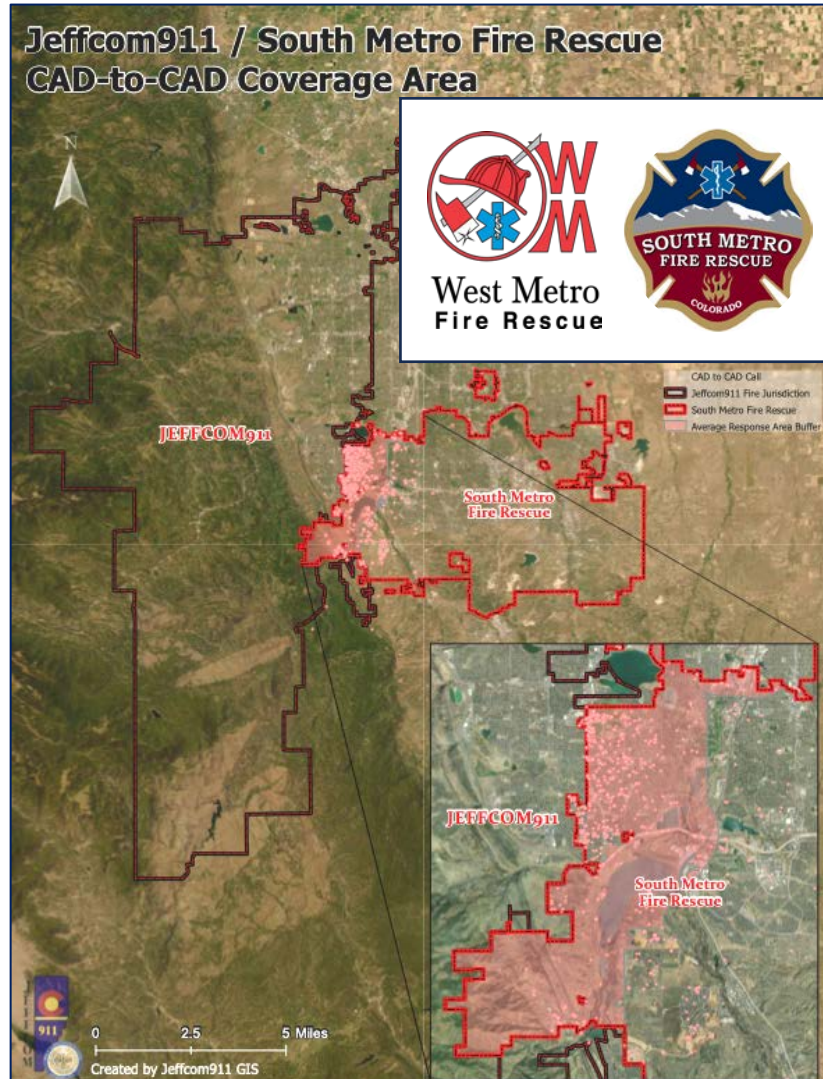 Jeffcom911 / South Metro Fire Rescue
CAD-to-CAD Coverage Area
N
WM
West Metro
Fire Rescue
SOUTH METRO
FIRE RESCUE
COLORADO
CAD to CAD Call
Jeffcom911 Fire Jurisdiction
South Metro Fire Rescue
Average Response Area Buffer
JEFFCOM911
South Metro
Fire Rescue
JEFFCOM911
South Metro
Fire Rescue
911
0 2.5 5 Miles
Created by Jeffcom911 GIS